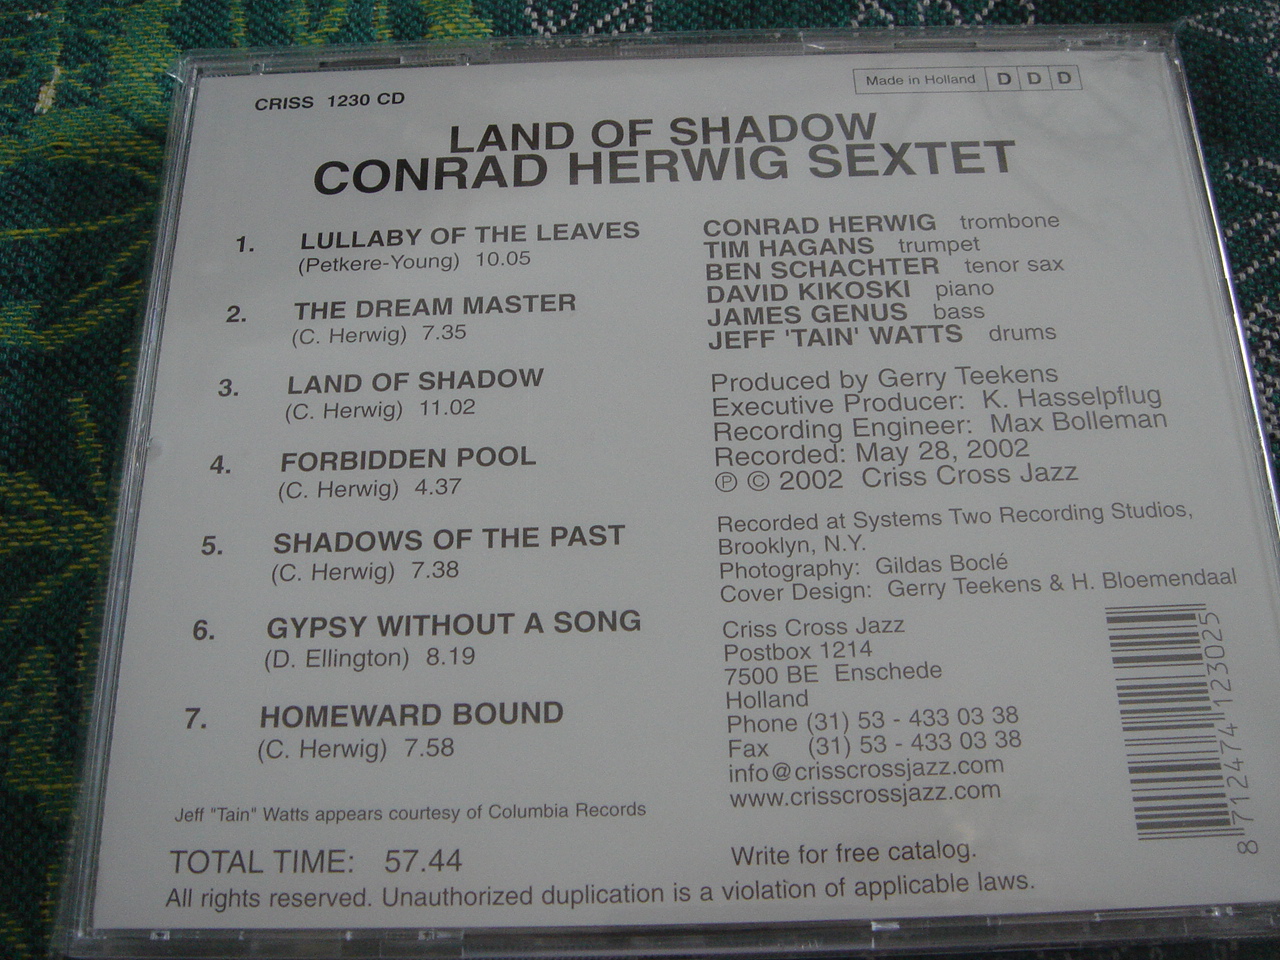 CRISS 1230 CD
Made in Holland D D D
LAND OF SHADOW
CONRAD HERWIG SEXTET
1. LULLABY OF THE LEAVES
(Petkere-Young) 10.05
2. THE DREAM MASTER
(C. Herwig) 7.35
3. LAND OF SHADOW
(C. Herwig) 11.02
4. FORBIDDEN POOL
(C. Herwig) 4.37
5. SHADOWS OF THE PAST
(C. Herwig) 7.38
6. GYPSY WITHOUT A SONG
(D. Ellington) 8.19
7. HOMEWARD BOUND
(C. Herwig) 7.58
Jeff "Tain" Watts appears courtesy of Columbia Records
TOTAL TIME: 57.44
CONRAD HERWIG trombone
TIM HAGANS trumpet
BEN SCHACHTER tenor sax
DAVID KIKOSKI piano
JAMES GENUS bass
JEFF 'TAIN' WATTS drums
Produced by Gerry Teekens
Executive Producer: K. Hasselpflug
Recording Engineer: Max Bolleman
Recorded: May 28, 2002
℗ © 2002 Criss Cross Jazz
Recorded at Systems Two Recording Studios,
Brooklyn, N.Y.
Photography: Gildas Boclé
Cover Design: Gerry Teekens & H. Bloemendaal
Criss Cross Jazz
Postbox 1214
7500 BE Enschede
Holland
Phone (31) 53 - 433 03 38
Fax (31) 53 - 433 03 38
info@crisscrossjazz.com
www.crisscrossjazz.com
Write for free catalog.
8 712474 123025
All rights reserved. Unauthorized duplication is a violation of applicable laws.